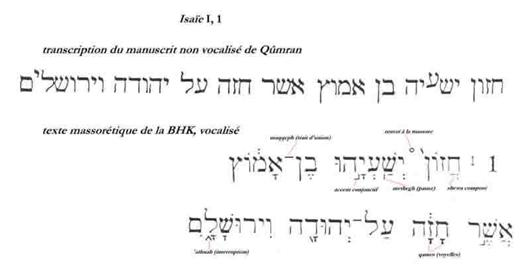 Isaïe I, 1
transcription du manuscrit non vocalisé de Qûmran
חזון ישעיה בן אמוץ אשר חזה על יהודה וירושלים
texte massorétique de la BHK, vocalisé
maqqeph (trait d'union) renvoi à la massore
1 : חֲזוֹן° יְשַֽׁעְיָ֣הוּ בֶן־אָמ֔וֹץ
accent conjonctif methegh (pause) shewa composé
אֲשֶׁ֣ר חָזָ֔ה עַל־יְהוּדָ֖ה וִירוּשָׁלִָ֑ם
'athnah (interruption) qames (voyelles)